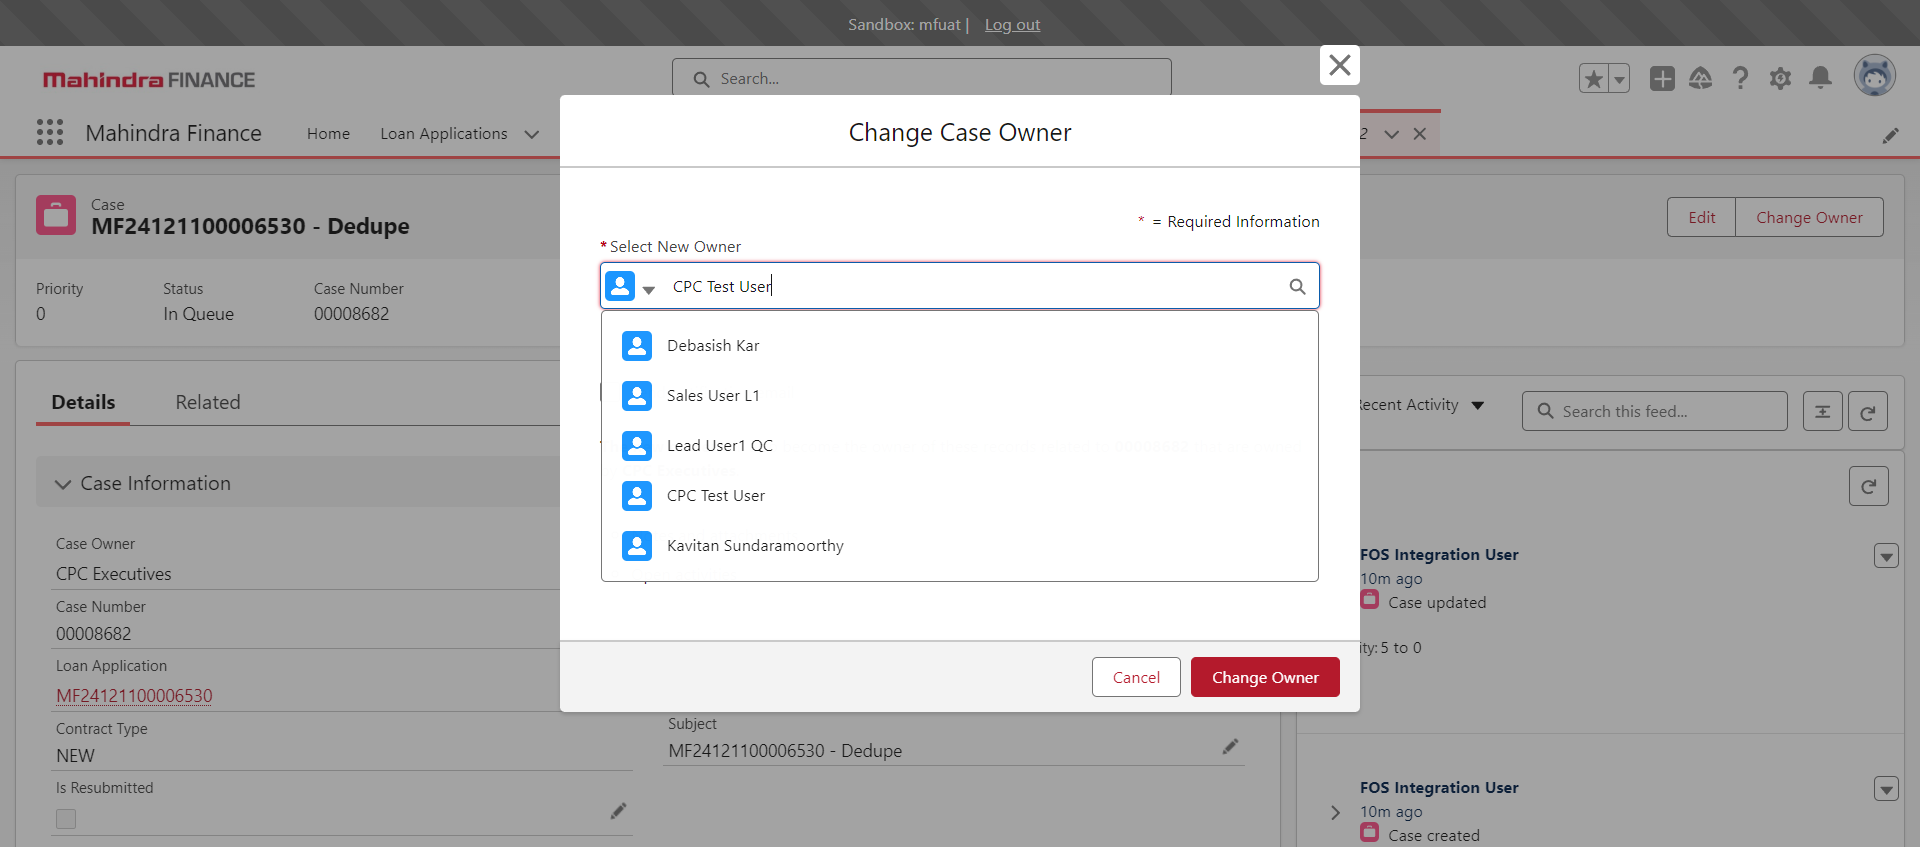 Sandbox: mfuat | Log out
Mahindra FINANCE
Search...
Mahindra Finance
Home
Loan Applications
2
Case
MF24121100006530 - Dedupe
Edit
Change Owner
Priority
0
Status
In Queue
Case Number
00008682
Change Case Owner
* = Required Information
*Select New Owner
CPC Test User
Debasish Kar
Sales User L1
Lead User1 QC
CPC Test User
Kavitan Sundaramoorthy
Cancel
Change Owner
Details
Related
Case Information
Case Owner
CPC Executives
Case Number
00008682
Loan Application
MF24121100006530
Contract Type
NEW
Is Resubmitted
Subject
MF24121100006530 - Dedupe
Recent Activity
Search this feed...
FOS Integration User
10m ago
Case updated
ity: 5 to 0
FOS Integration User
10m ago
Case created